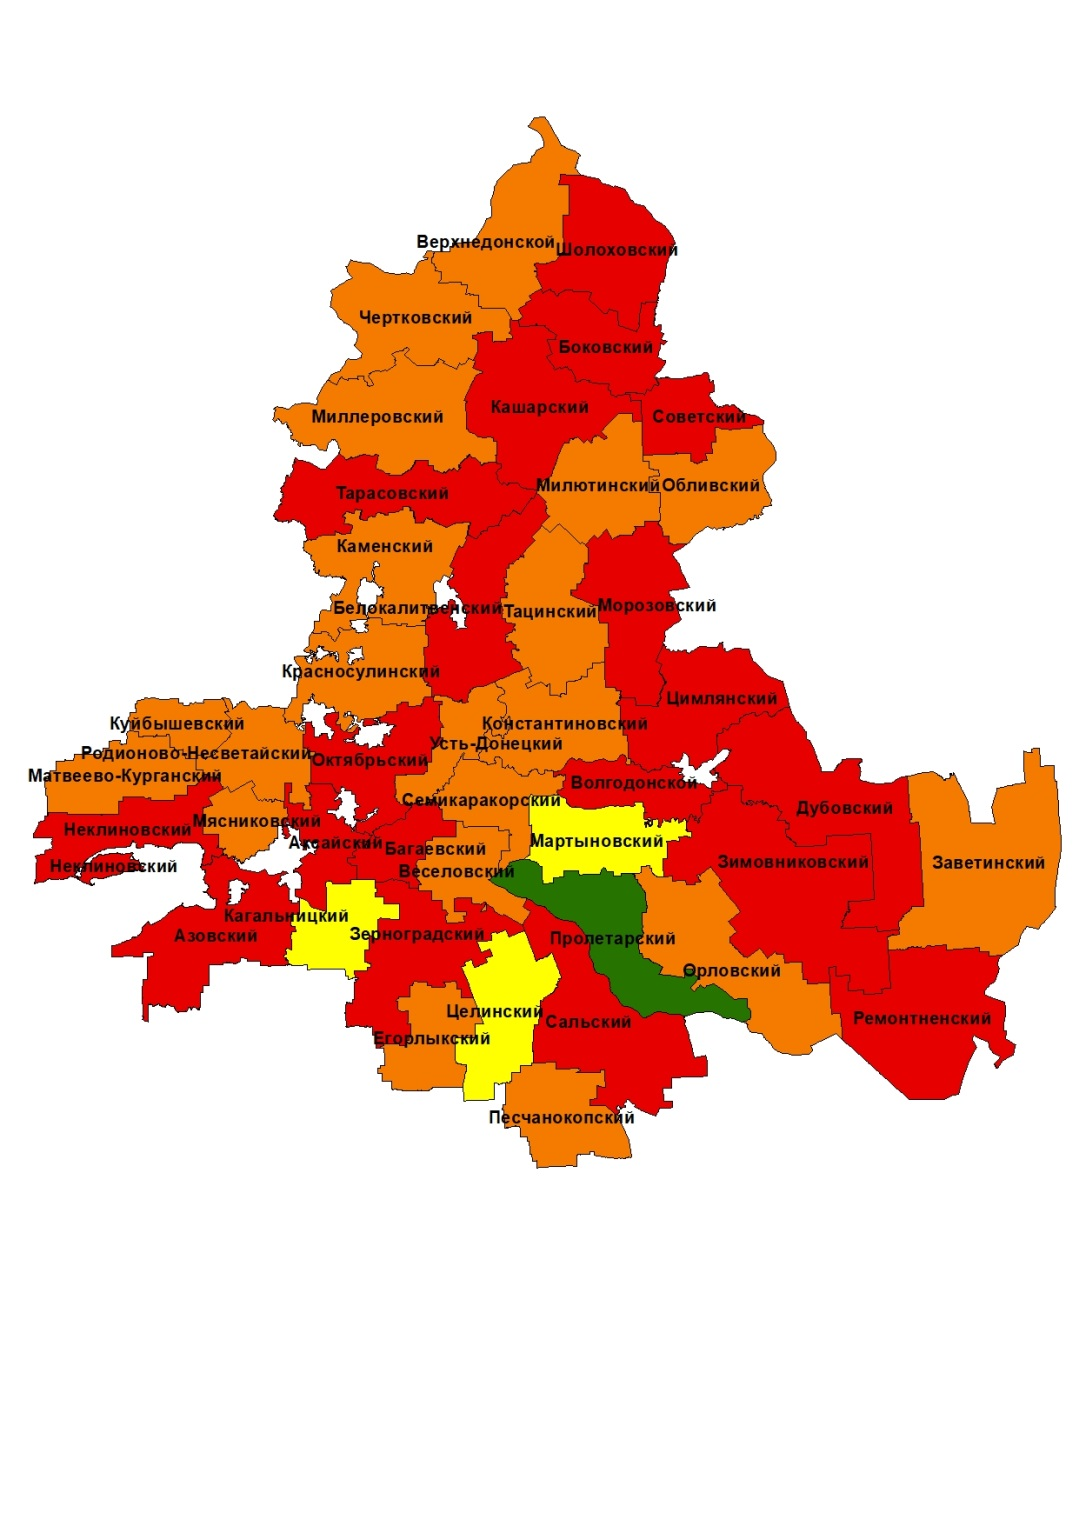 Верхнедонской
Шолоховский
Чертковский
Боковский
Кашарский
Миллеровский
Советский
Милютинский
Обливский
Тарасовский
Каменский
Белокалитвенский
Тацинский
Морозовский
Красносулинский
Цимлянский
Куйбышевский
Константиновский
Усть-Донецкий
Родионово-Несветайский
Октябрьский
Матвеево-Курганский
Волгодонской
Семикаракорский
Дубовский
Мясниковский
Неклиновский
Аксайский
Мартыновский
Багаевский
Зимовниковский
Заветинский
Неклиновский
Веселовский
Кагальницкий
Азовский
Зерноградский
Пролетарский
Орловский
Целинский
Сальский
Ремонтненский
Егорлыкский
Песчанокопский